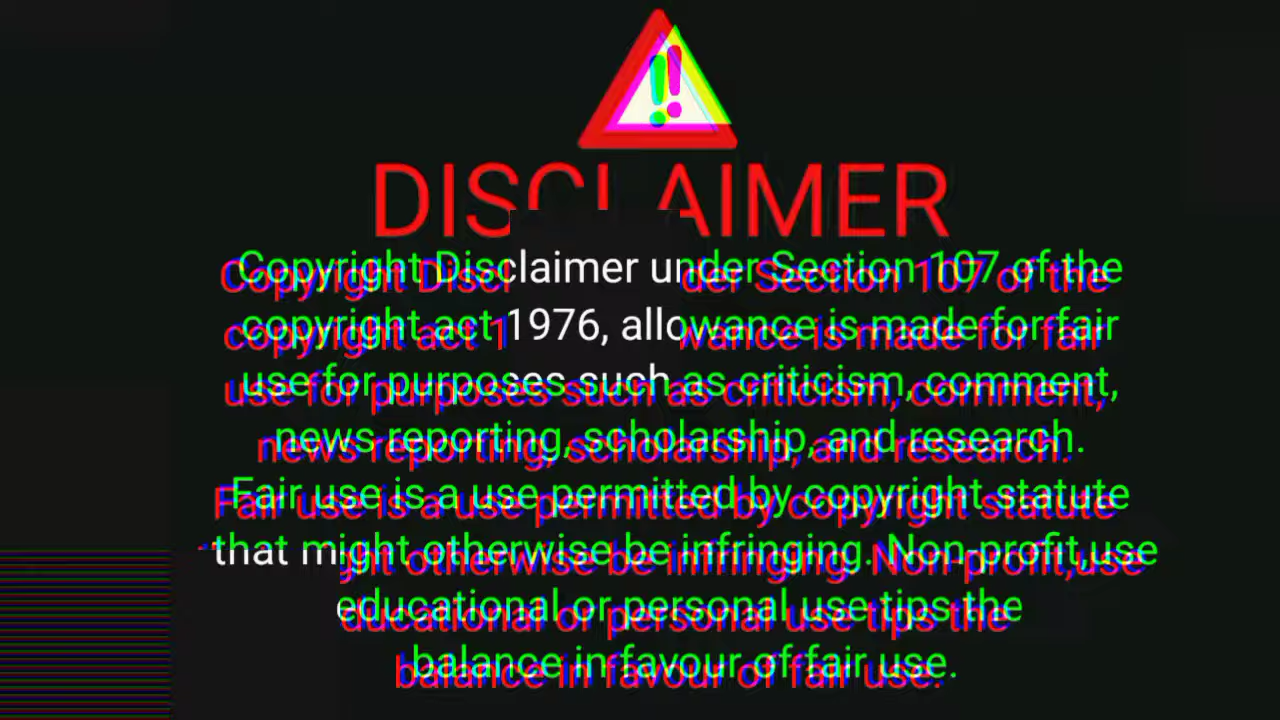 DISCLAIMER
Copyright Disclaimer under Section 107 of the
copyright act 1976, allowance is made for fair
use for purposes such as criticism, comment,
news reporting, scholarship, and research.
Fair use is a use permitted by copyright statute
that might otherwise be infringing. Non-profit,use
educational or personal use tips the
balance in favour of fair use.